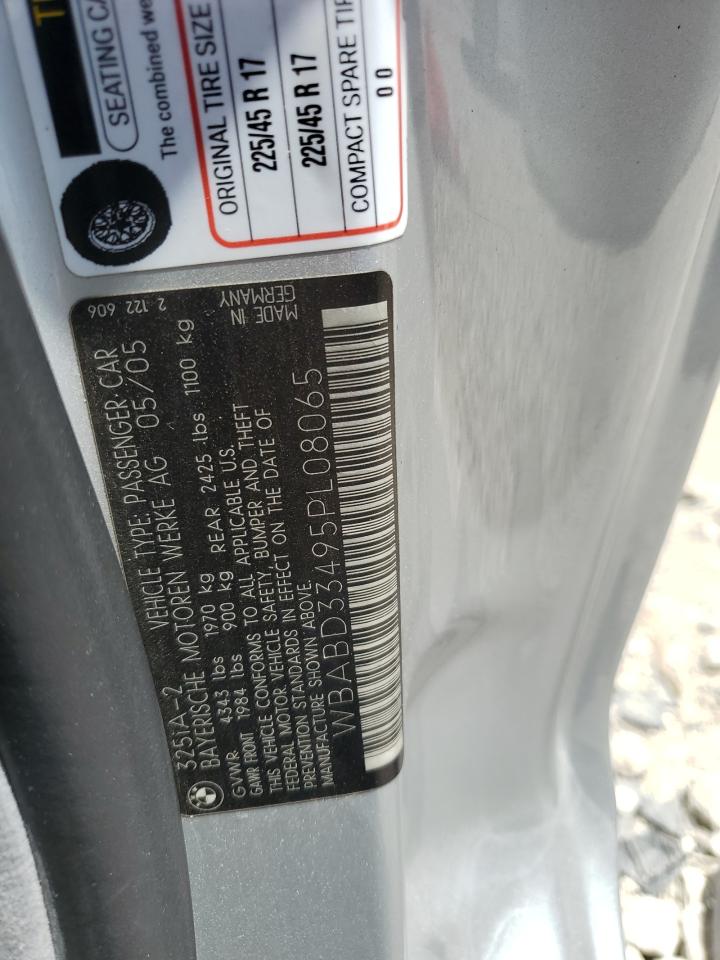 SEATING CA
The combined we
ORIGINAL TIRE SIZE
225/45 R 17
225/45 R 17
COMPACT SPARE TIR
0 0
325iA-2 VEHICLE TYPE: PASSENGER CAR 2 122 606
BAYERISCHE MOTOREN WERKE AG 05/05
GVWR 4343 lbs 1970 kg REAR 2425 lbs 1100 kg
GAWR FRONT 1984 lbs 900 kg
THIS VEHICLE CONFORMS TO ALL APPLICABLE U.S.
FEDERAL MOTOR VEHICLE SAFETY, BUMPER AND THEFT
PREVENTION STANDARDS IN EFFECT ON THE DATE OF
MANUFACTURE SHOWN ABOVE.
MADE IN
GERMANY
WBABD33495PL08065